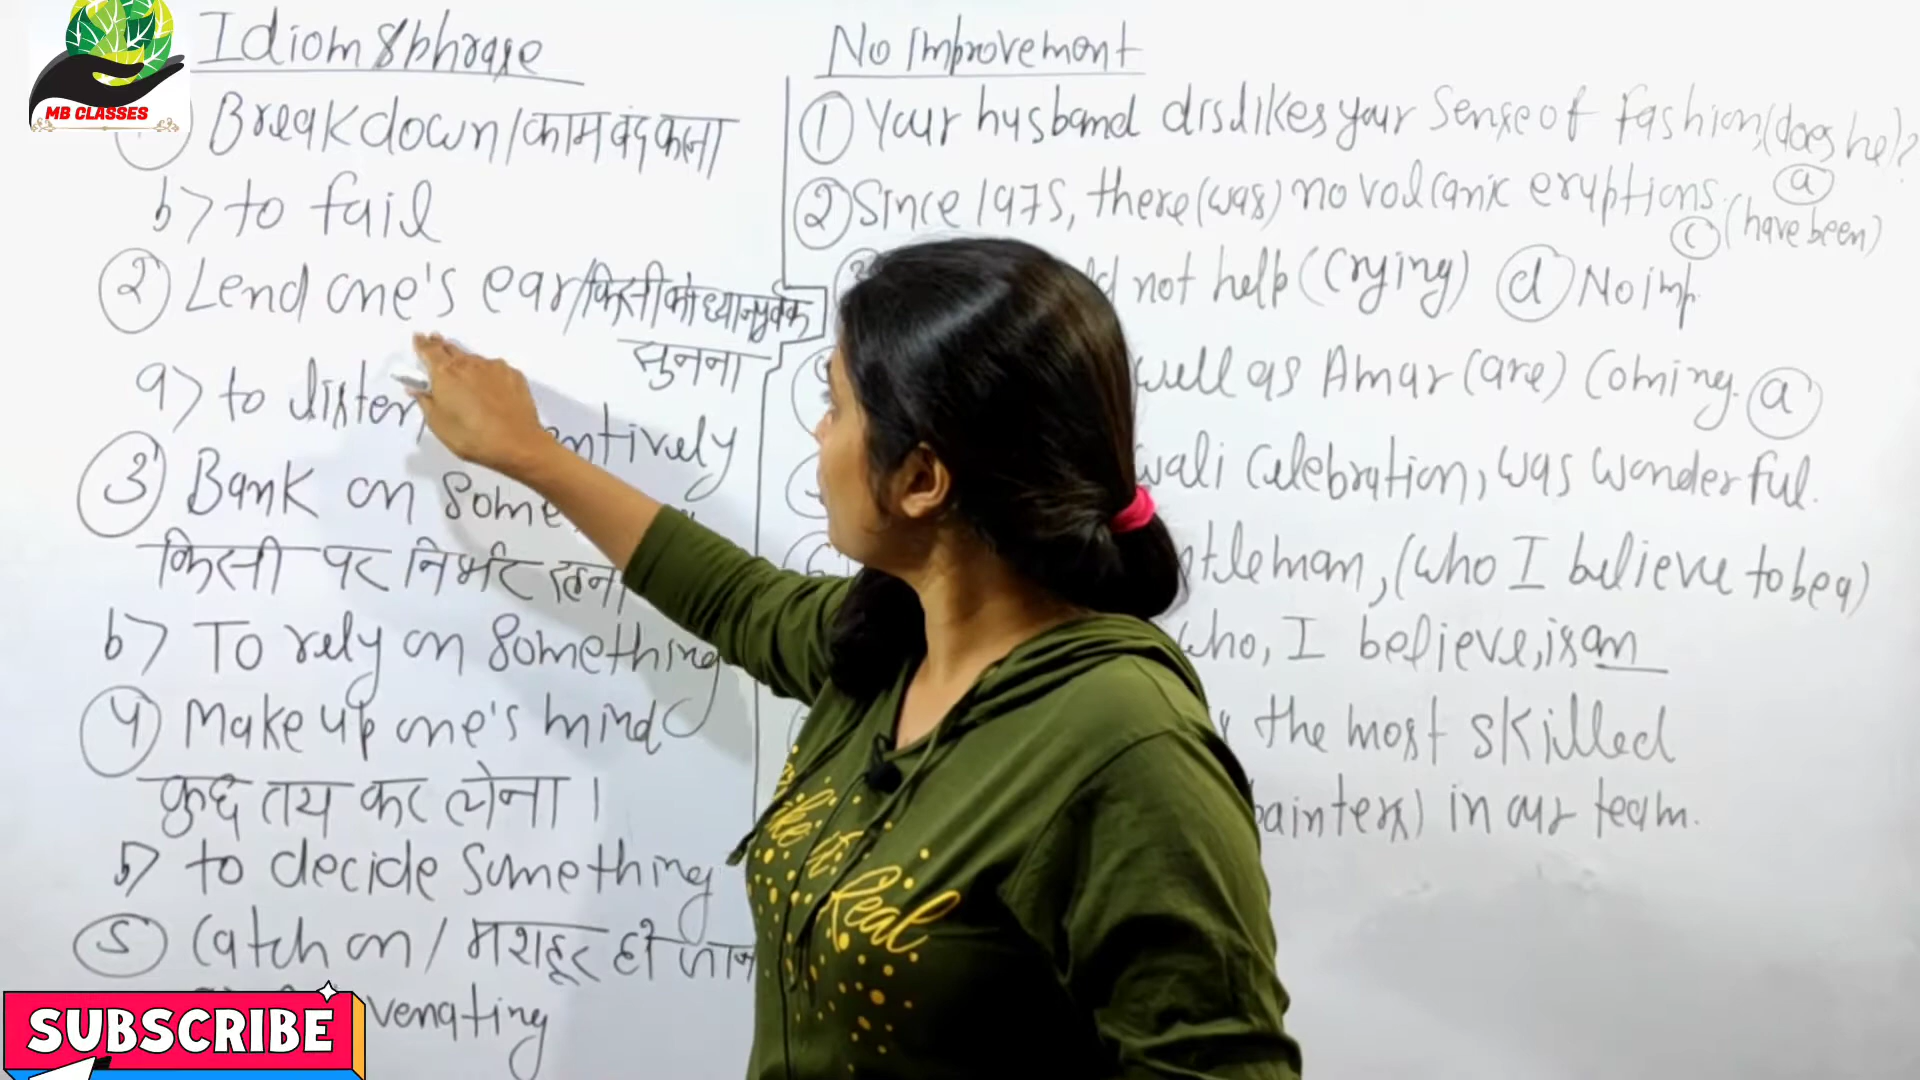 MB CLASSES
Idiom & phrase
① Breakdown/काम बंद करना
b> to fail
② Lend one's ear/किसी को ध्यानपूर्वक
सुनना
a> to listen
③ Bank on
किसी पर निर्भर रहना
b> To rely on something
④ Make up one's mind
कुछ तय कर लेना ।
b> to decide something
⑤ Catch on/ मशहूर हो जाना
SUBSCRIBE
No Improvement
① Your husband dislikes your sense of fashion, (does he)?
ⓐ
② Since 1975, there (was) no volcanic eruptions.
ⓒ (have been)
not help (crying) ⓓ No imp.
well as Amar (are) coming. ⓐ
celebration, was wonderful.
(who I believe to be a)
who, I believe, is an
the most skilled
painters) in our team.